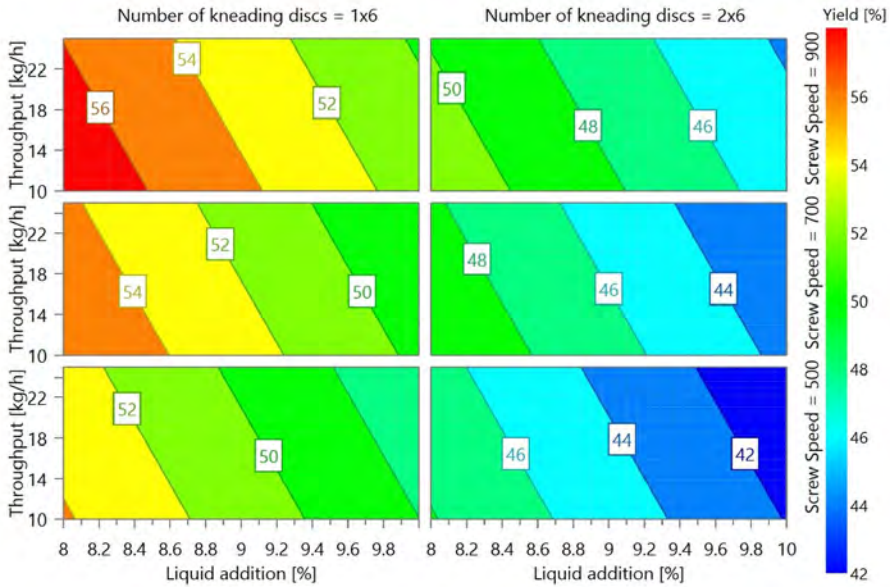 Number of kneading discs = 1x6
Number of kneading discs = 2x6
Yield [%]
Throughput [kg/h]
22
18
14
10
56
54
52
50
48
46
Screw Speed = 900
Throughput [kg/h]
22
18
14
10
54
52
50
48
46
44
Screw Speed = 700
Throughput [kg/h]
22
18
14
10
52
50
46
44
42
Screw Speed = 500
8 8.2 8.4 8.6 8.8 9 9.2 9.4 9.6 9.8
8 8.2 8.4 8.6 8.8 9 9.2 9.4 9.6 9.8 10
Liquid addition [%]
Liquid addition [%]
56
54
52
50
48
46
44
42